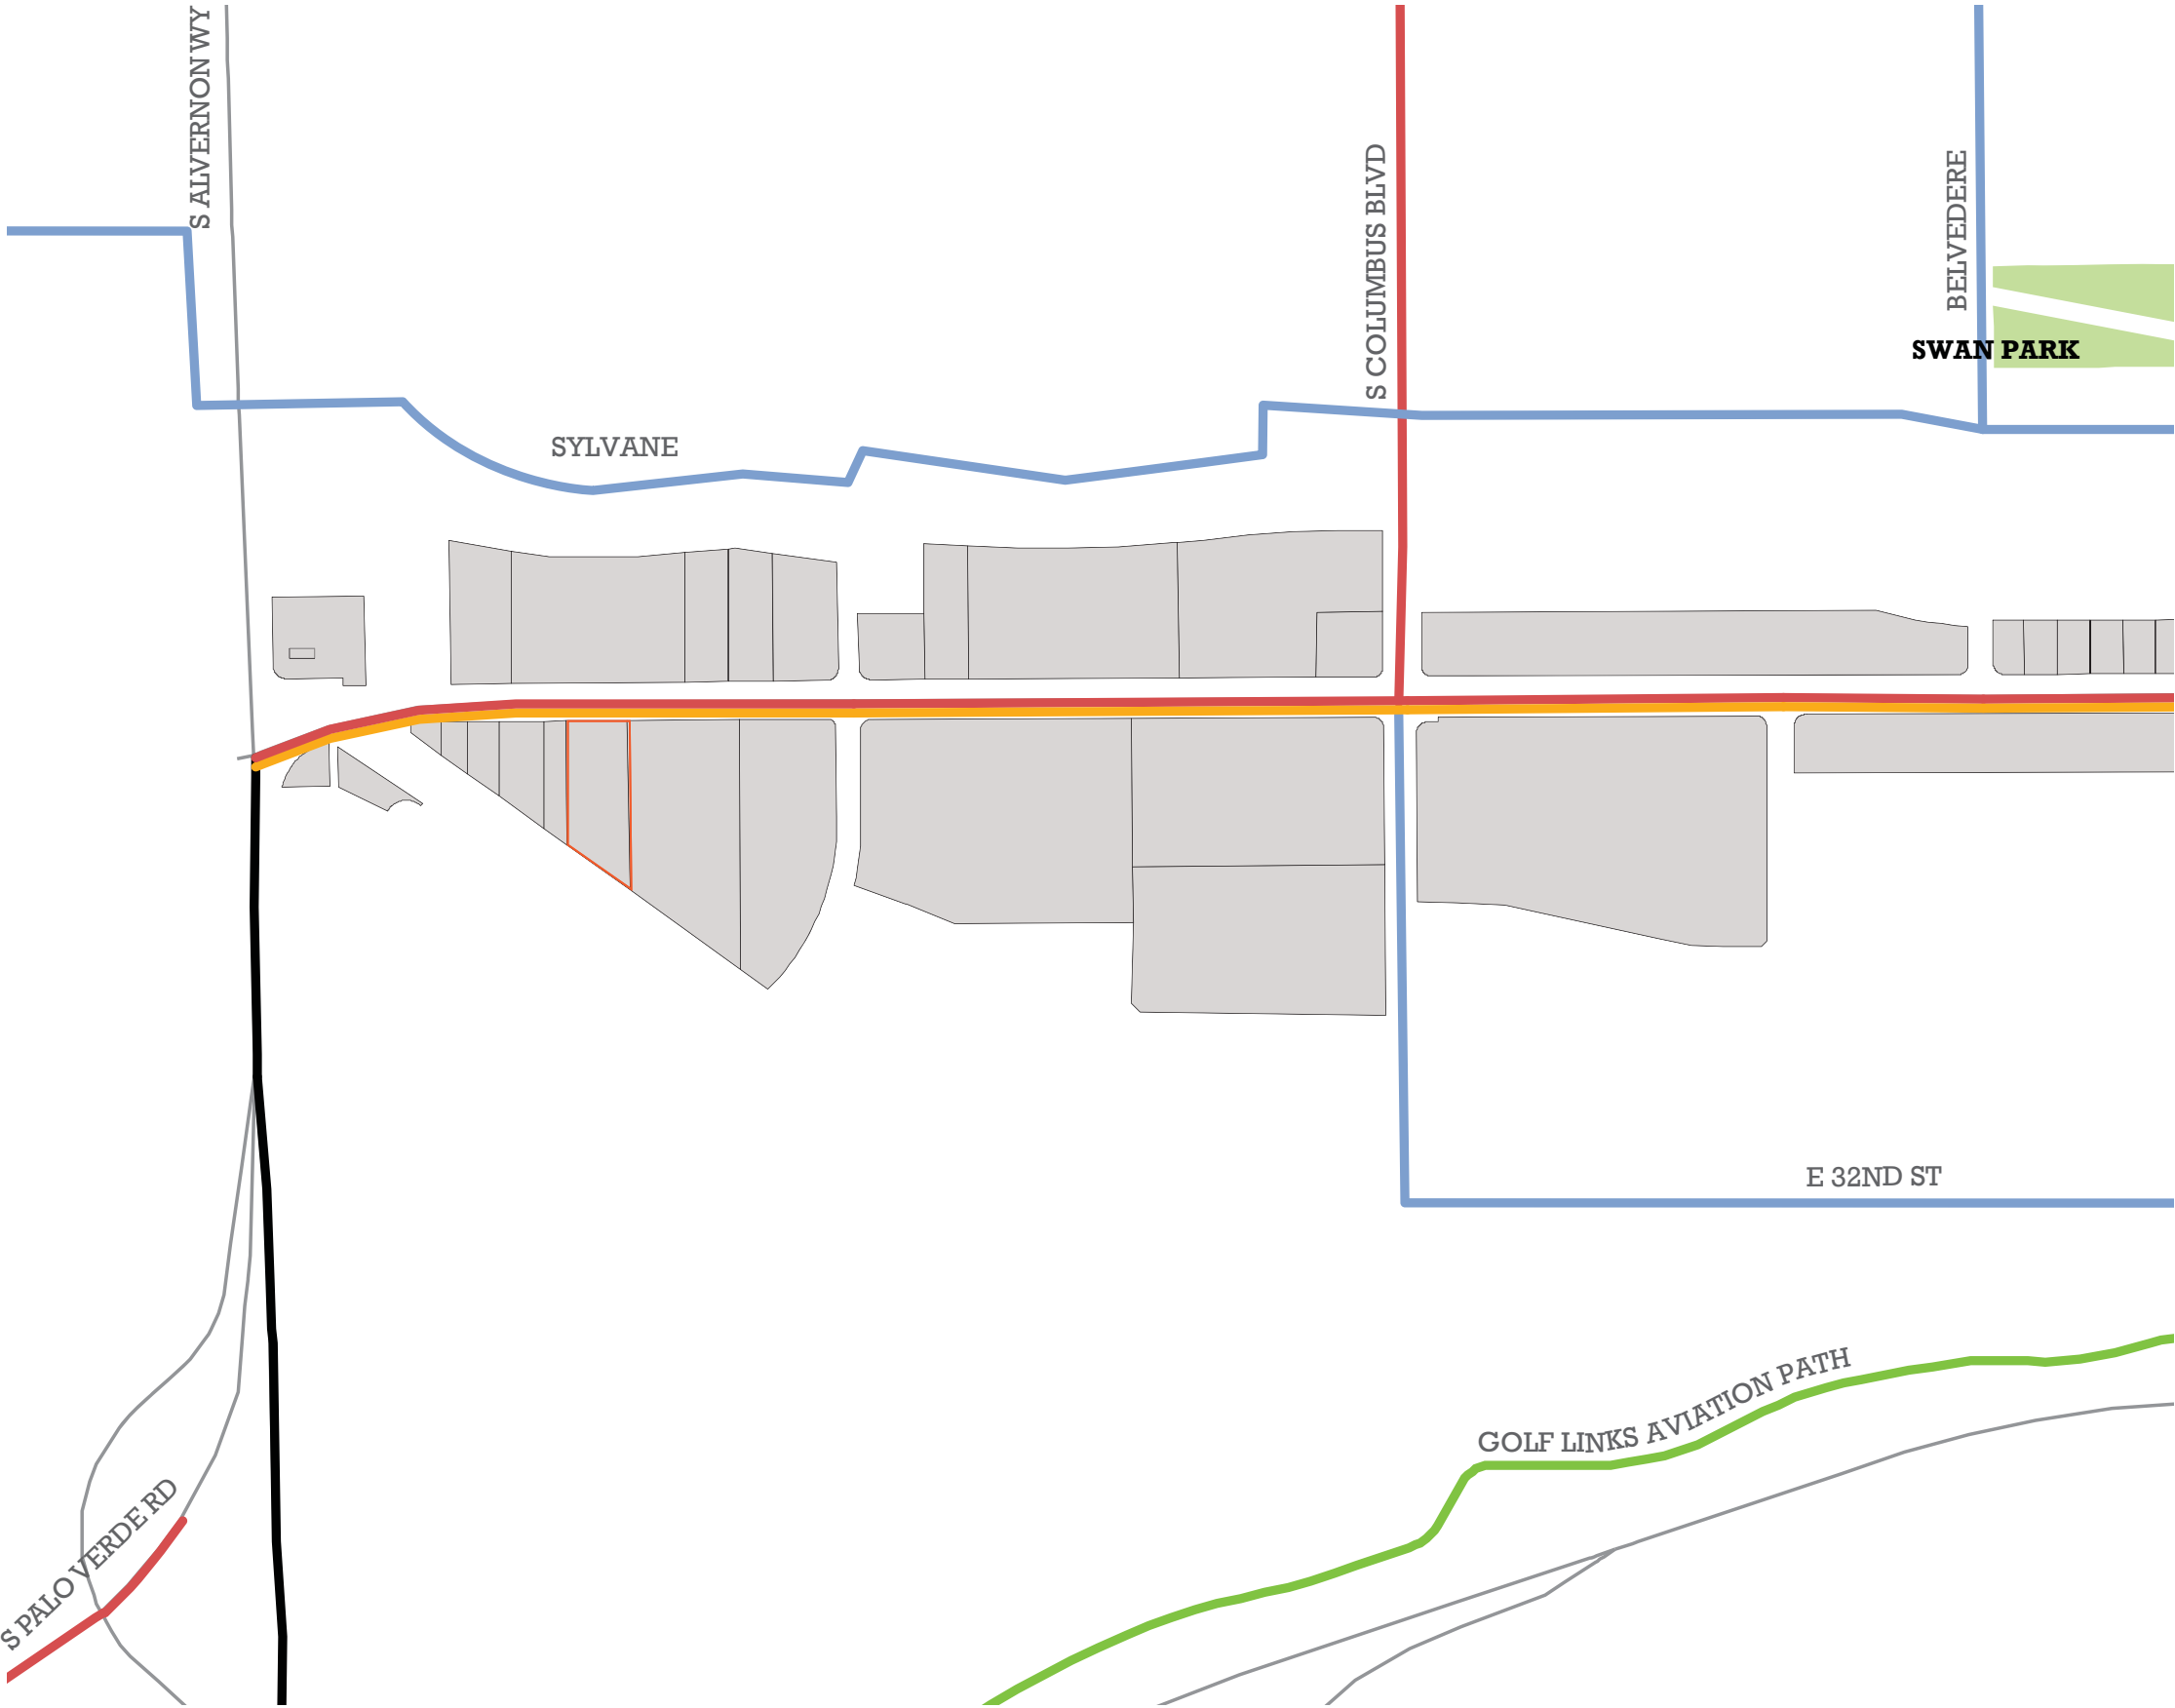 S ALVERNON WY
S COLUMBUS BLVD
BELVEDERE
SWAN PARK
SYLVANE
E 32ND ST
GOLF LINKS AVIATION PATH
S PALO VERDE RD